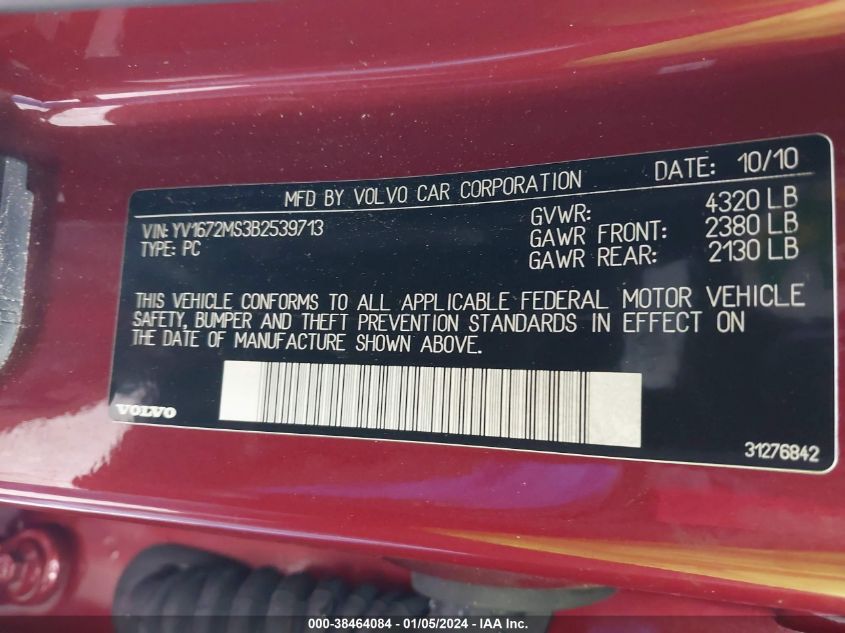 MFD BY VOLVO CAR CORPORATION DATE: 10/10
VIN: YV1672MS3B2539713 GVWR: 4320 LB
TYPE: PC GAWR FRONT: 2380 LB
GAWR REAR: 2130 LB
THIS VEHICLE CONFORMS TO ALL APPLICABLE FEDERAL MOTOR VEHICLE
SAFETY, BUMPER AND THEFT PREVENTION STANDARDS IN EFFECT ON
THE DATE OF MANUFACTURE SHOWN ABOVE.
VOLVO
31276842
000-38464084 - 01/05/2024 - IAA Inc.